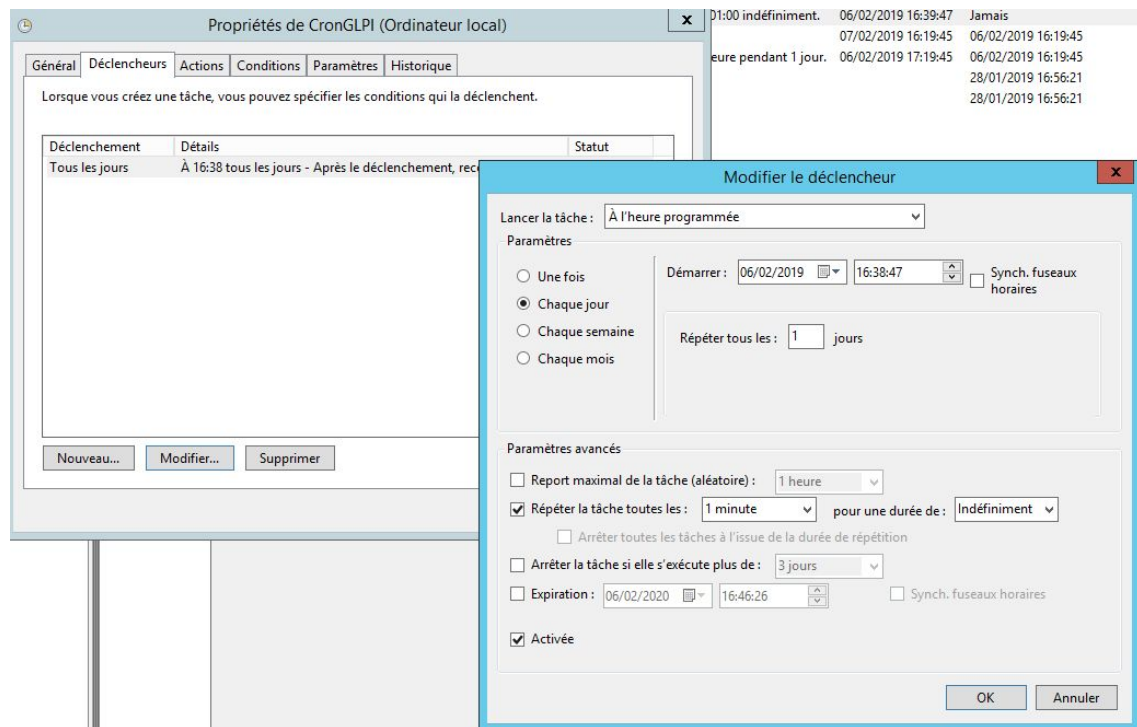 Propriétés de CronGLPI (Ordinateur local)
x
Général Déclencheurs Actions Conditions Paramètres Historique
Lorsque vous créez une tâche, vous pouvez spécifier les conditions qui la déclenchent.
Déclenchement Détails Statut
Tous les jours À 16:38 tous les jours - Après le déclenchement,
Nouveau... Modifier... Supprimer
01:00 indéfiniment. 06/02/2019 16:39:47 Jamais
07/02/2019 16:19:45 06/02/2019 16:19:45
eure pendant 1 jour. 06/02/2019 17:19:45 06/02/2019 16:19:45
28/01/2019 16:56:21
28/01/2019 16:56:21
Modifier le déclencheur
x
Lancer la tâche : À l'heure programmée
Paramètres
Une fois
Chaque jour
Chaque semaine
Chaque mois
Démarrer : 06/02/2019 16:38:47 Synch. fuseaux
horaires
Répéter tous les : 1 jours
Paramètres avancés
Report maximal de la tâche (aléatoire) : 1 heure
Répéter la tâche toutes les : 1 minute pour une durée de : Indéfiniment
Arrêter toutes les tâches à l'issue de la durée de répétition
Arrêter la tâche si elle s'exécute plus de : 3 jours
Expiration : 06/02/2020 16:46:26 Synch. fuseaux horaires
Activée
OK Annuler